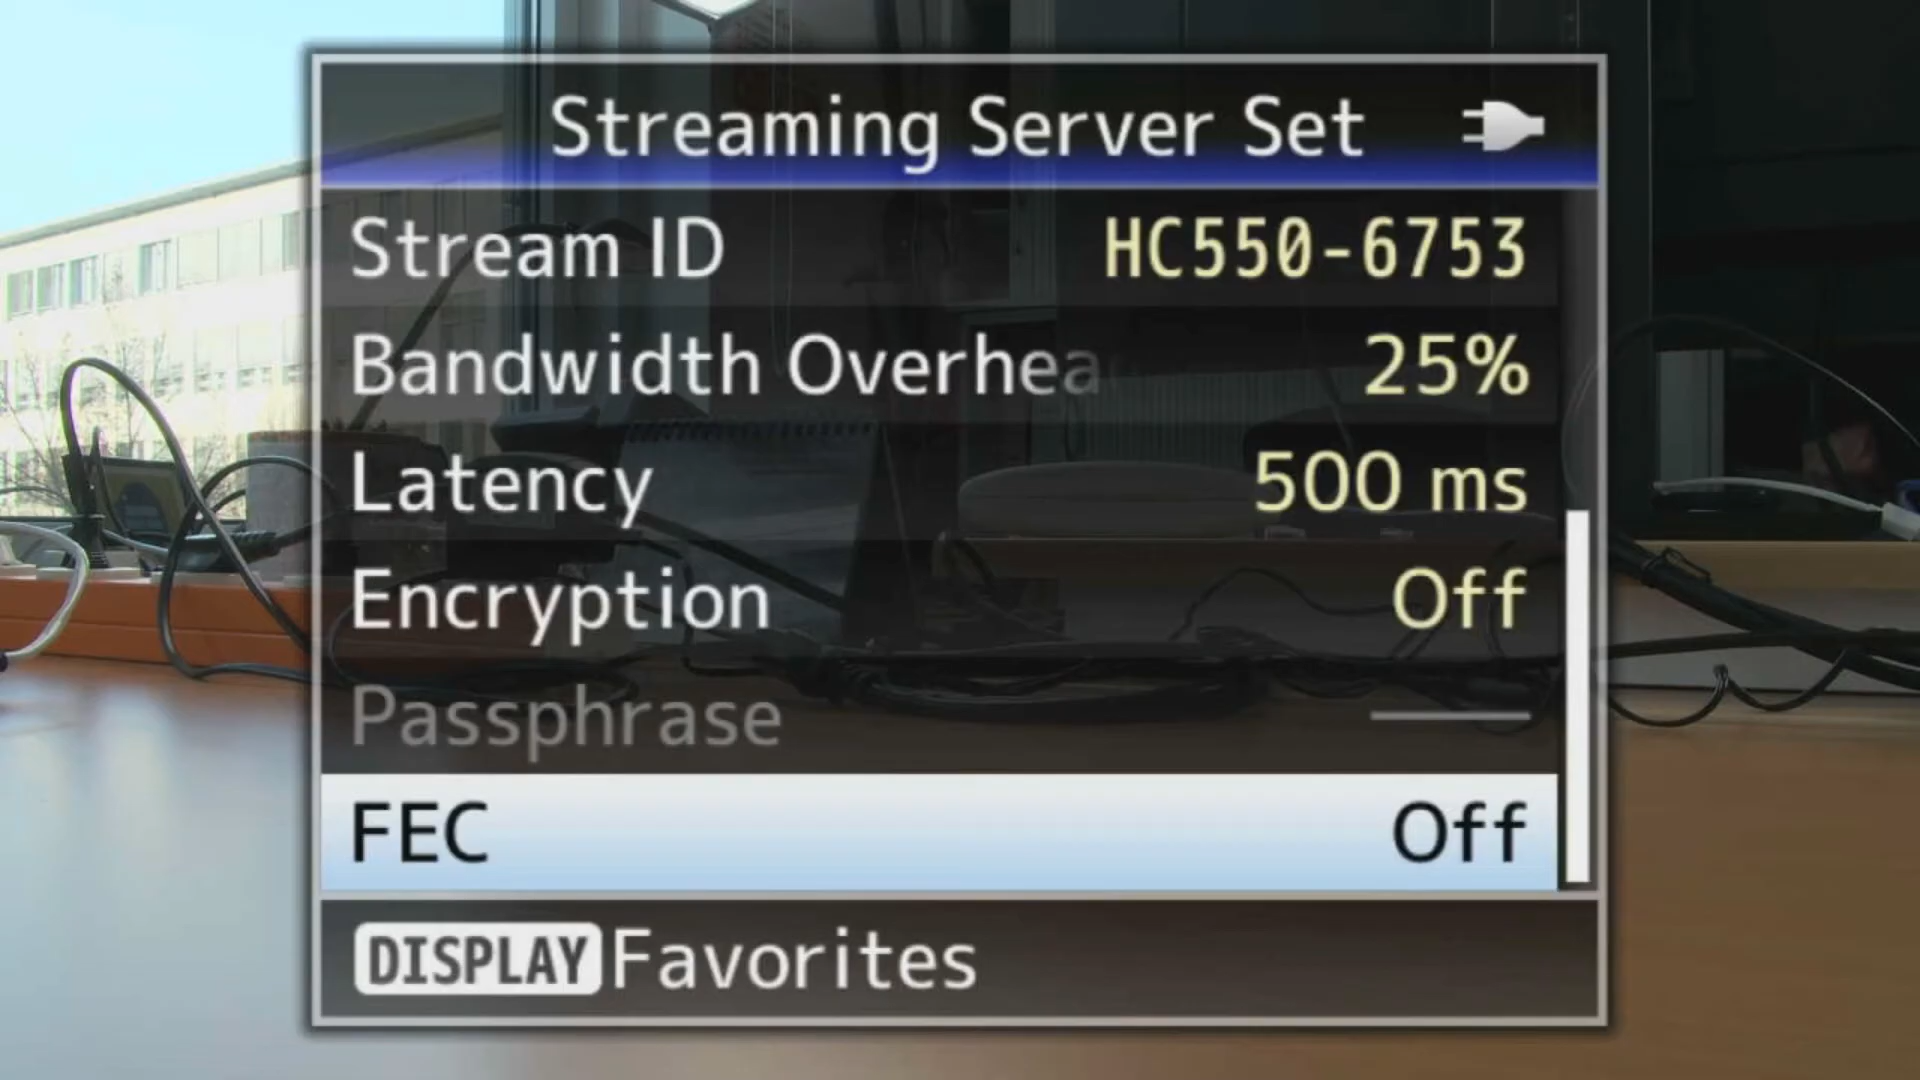 Streaming Server Set
Stream ID HC550-6753
Bandwidth Overhea 25%
Latency 500 ms
Encryption Off
Passphrase
FEC Off
DISPLAY Favorites